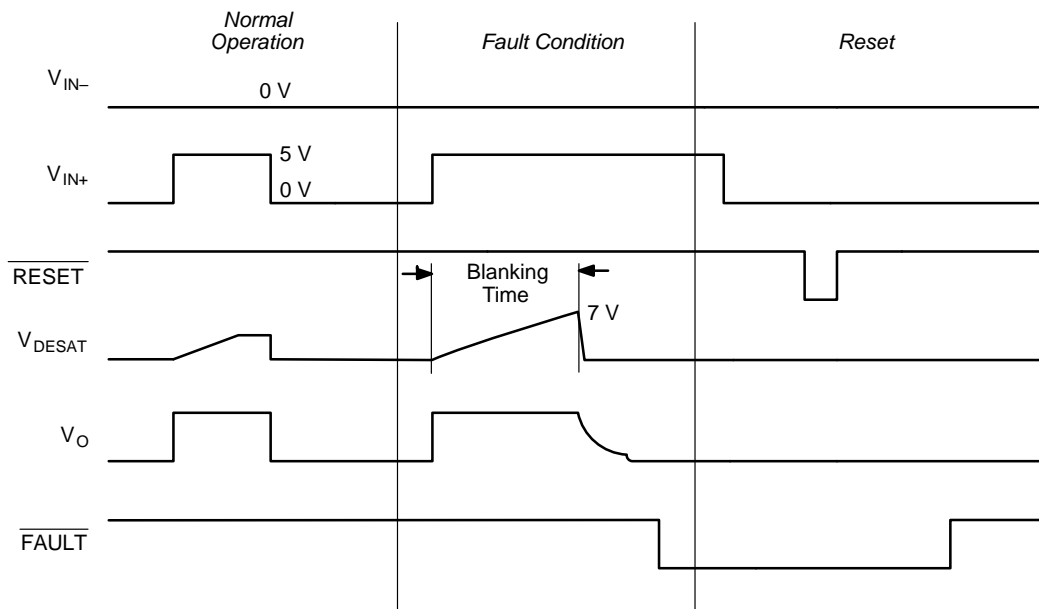 Normal
Operation
Fault Condition
Reset
VIN–
0 V
5 V
VIN+
0 V
RESET
Blanking
Time
7 V
VDESAT
VO
FAULT